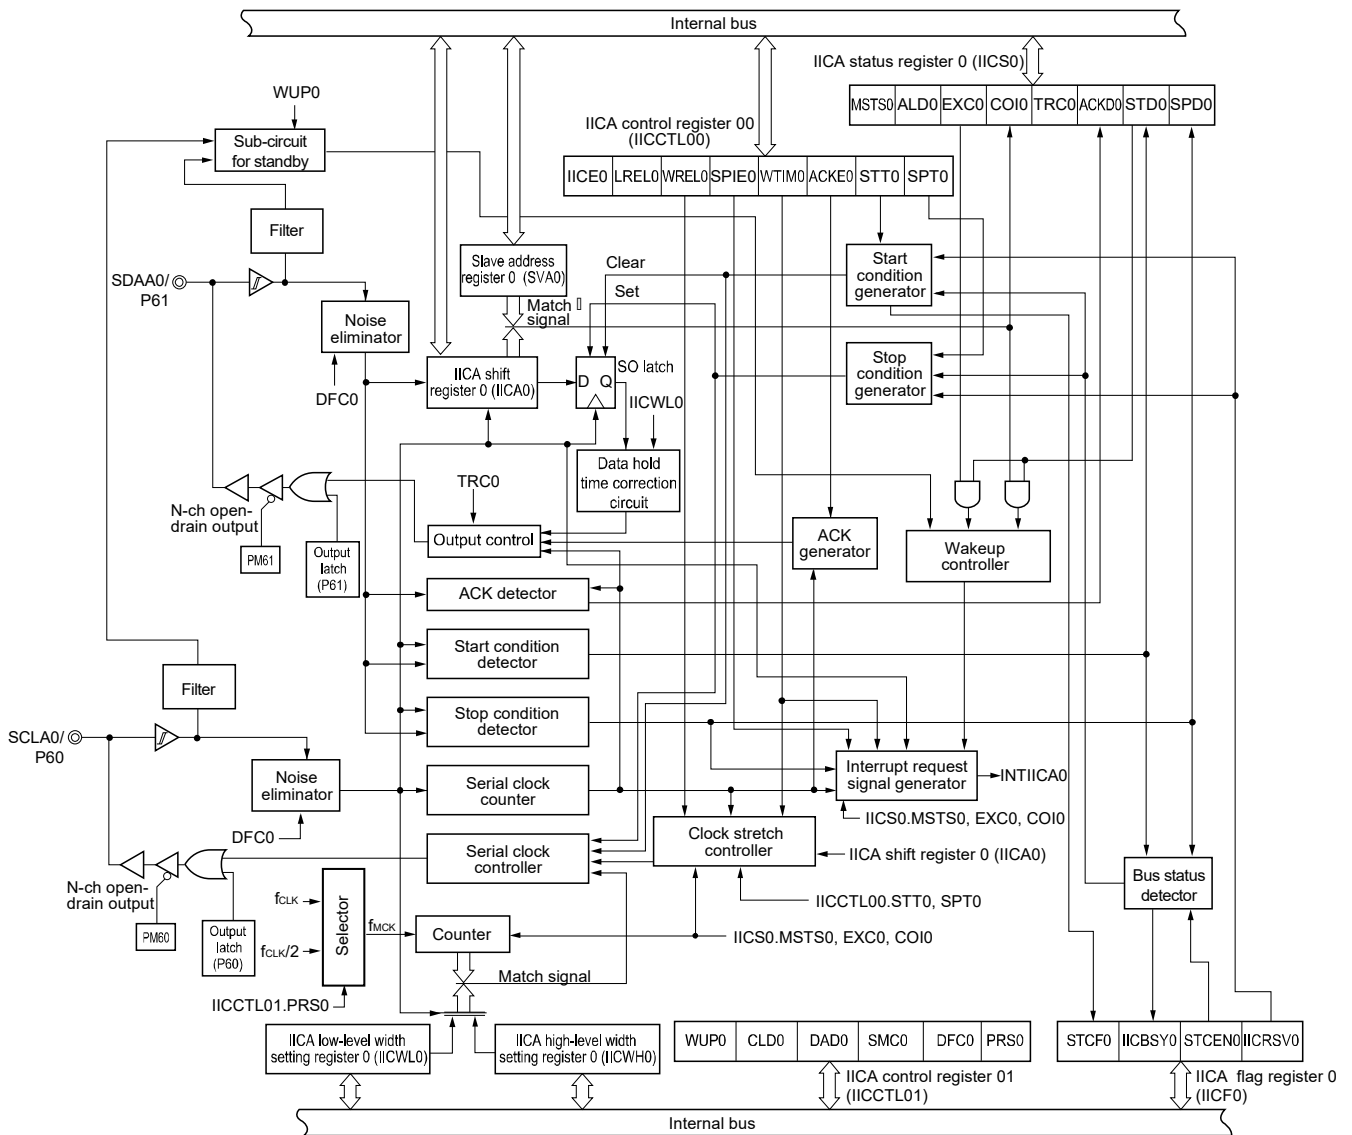 Internal bus
IICA status register 0 (IICS0)
WUP0
MSTS0 ALD0 EXC0 COI0 TRC0 ACKD0 STD0 SPD0
IICA control register 00
(IICCTL00)
Sub-circuit
for standby
IICE0 LREL0 WREL0 SPIE0 WTIM0 ACKE0 STT0 SPT0
Filter
Slave address
register 0 (SVA0)
Clear
Start
condition
generator
SDAA0/
P61
Set
Match
signal
Noise
eliminator
Stop
condition
generator
IICA shift
register 0 (IICA0)
SO latch
D Q
DFC0
IICWL0
Data hold
time correction
circuit
TRC0
N-ch open-
drain output
Output control
ACK
generator
Wakeup
controller
PM61
Output
latch
(P61)
ACK detector
Start condition
detector
Filter
Stop condition
detector
SCLA0/
P60
Noise
eliminator
Serial clock
counter
Interrupt request
signal generator
INTIICA0
IICS0.MSTS0, EXC0, COI0
DFC0
Serial clock
controller
Clock stretch
controller
IICA shift register 0 (IICA0)
N-ch open-
drain output
Bus status
detector
fCLK
IICCTL00.STT0, SPT0
PM60
Output
latch
(P60)
Selector
fMCK
Counter
fCLK/2
IICS0.MSTS0, EXC0, COI0
Match signal
IICCTL01.PRS0
IICA low-level width
setting register 0 (IICWL0)
IICA high-level width
setting register 0 (IICWH0)
WUP0 CLD0 DAD0 SMC0 DFC0 PRS0
STCF0 IICBSY0 STCEN0 IICRSV0
IICA control register 01
(IICCTL01)
IICA flag register 0
(IICF0)
Internal bus